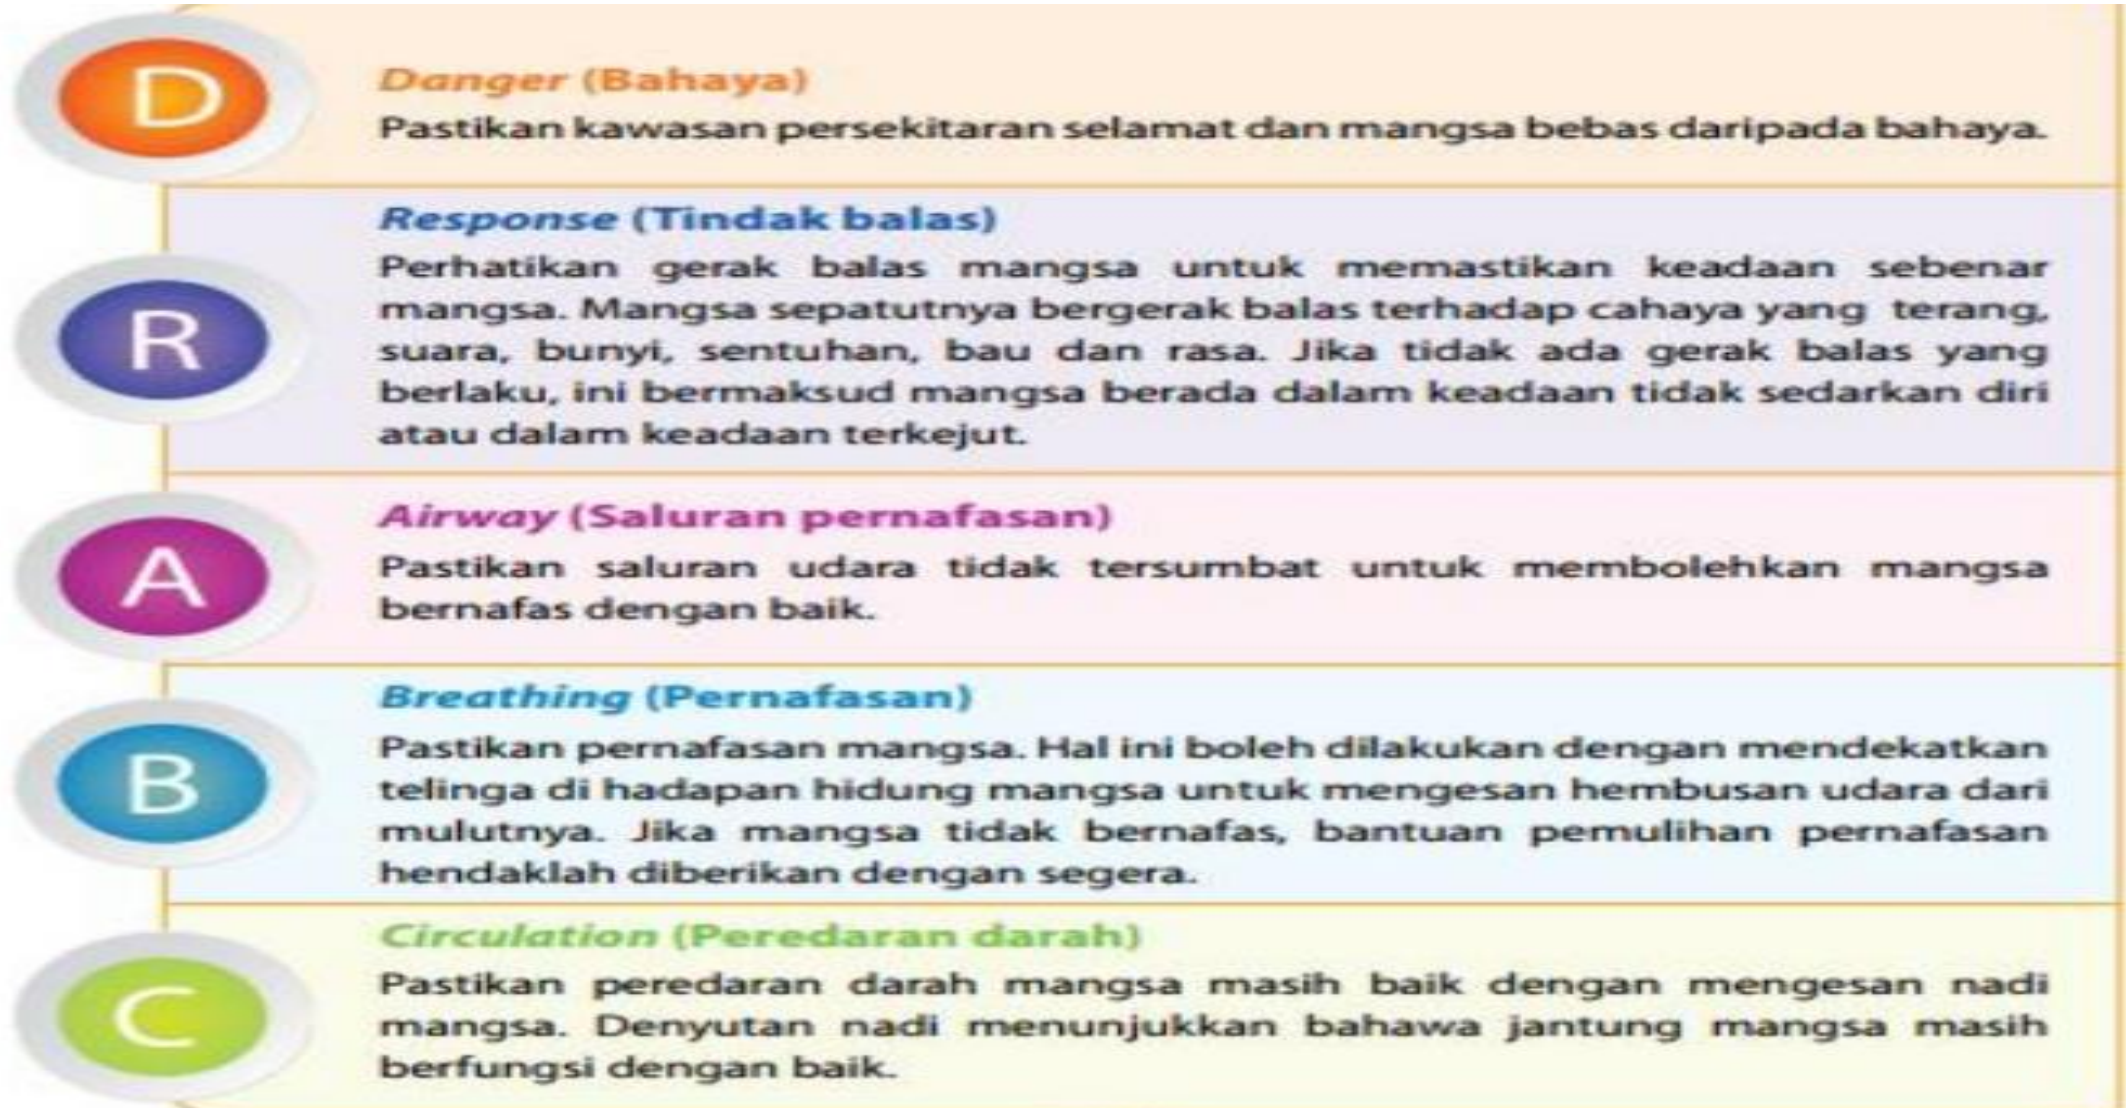 D
Danger (Bahaya)
Pastikan kawasan persekitaran selamat dan mangsa bebas daripada bahaya.
R
Response (Tindak balas)
Perhatikan gerak balas mangsa untuk memastikan keadaan sebenar
mangsa. Mangsa sepatutnya bergerak balas terhadap cahaya yang terang,
suara, bunyi, sentuhan, bau dan rasa. Jika tidak ada gerak balas yang
berlaku, ini bermaksud mangsa berada dalam keadaan tidak sedarkan diri
atau dalam keadaan terkejut.
A
Airway (Saluran pernafasan)
Pastikan saluran udara tidak tersumbat untuk membolehkan mangsa
bernafas dengan baik.
B
Breathing (Pernafasan)
Pastikan pernafasan mangsa. Hal ini boleh dilakukan dengan mendekatkan
telinga di hadapan hidung mangsa untuk mengesan hembusan udara dari
mulutnya. Jika mangsa tidak bernafas, bantuan pemulihan pernafasan
hendaklah diberikan dengan segera.
C
Circulation (Peredaran darah)
Pastikan peredaran darah mangsa masih baik dengan mengesan nadi
mangsa. Denyutan nadi menunjukkan bahawa jantung mangsa masih
berfungsi dengan baik.